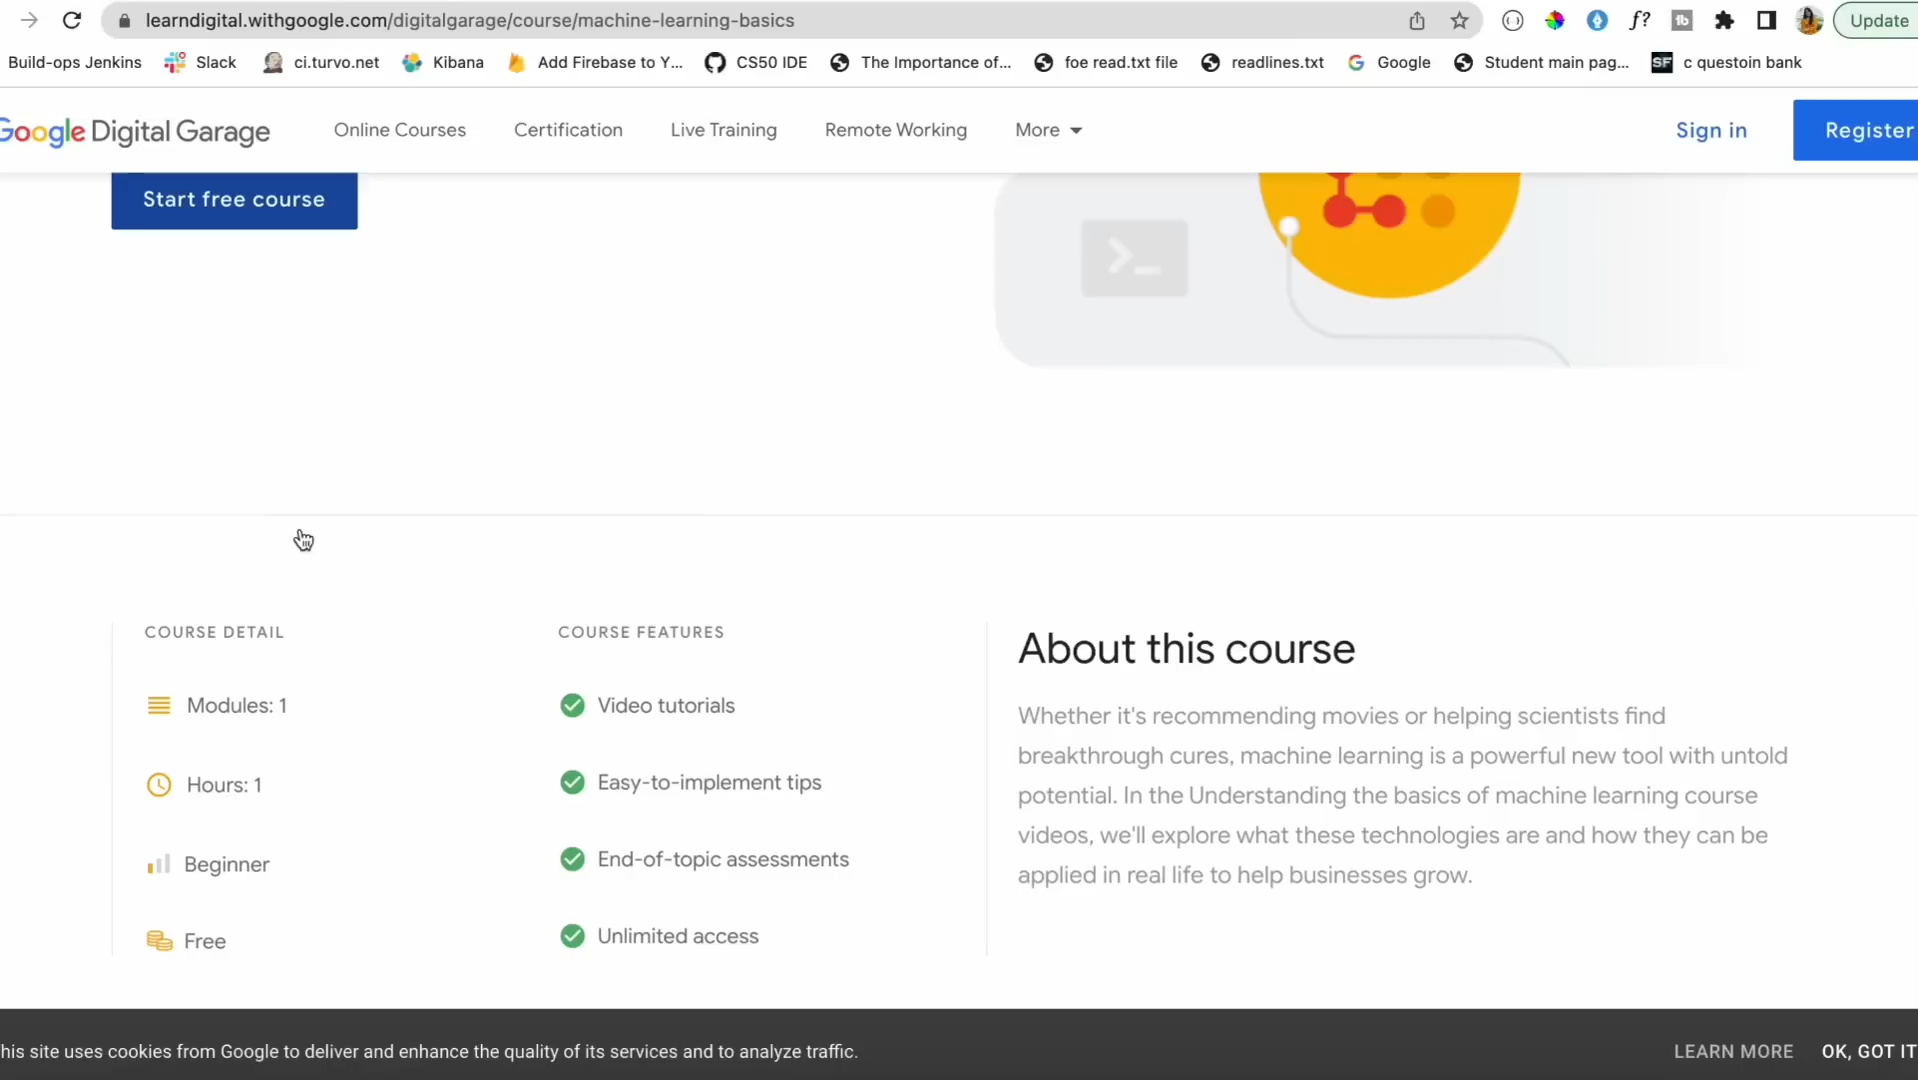 learndigital.withgoogle.com/digitalgarage/course/machine-learning-basics
Update
Build-ops Jenkins Slack ci.turvo.net Kibana Add Firebase to Y... CS50 IDE The Importance of... foe read.txt file readlines.txt Google Student main pag... c questoin bank
Google Digital Garage Online Courses Certification Live Training Remote Working More Sign in Register
Start free course
COURSE DETAIL
Modules: 1
Hours: 1
Beginner
Free
COURSE FEATURES
Video tutorials
Easy-to-implement tips
End-of-topic assessments
Unlimited access
About this course
Whether it's recommending movies or helping scientists find
breakthrough cures, machine learning is a powerful new tool with untold
potential. In the Understanding the basics of machine learning course
videos, we'll explore what these technologies are and how they can be
applied in real life to help businesses grow.
his site uses cookies from Google to deliver and enhance the quality of its services and to analyze traffic.
LEARN MORE OK, GOT IT